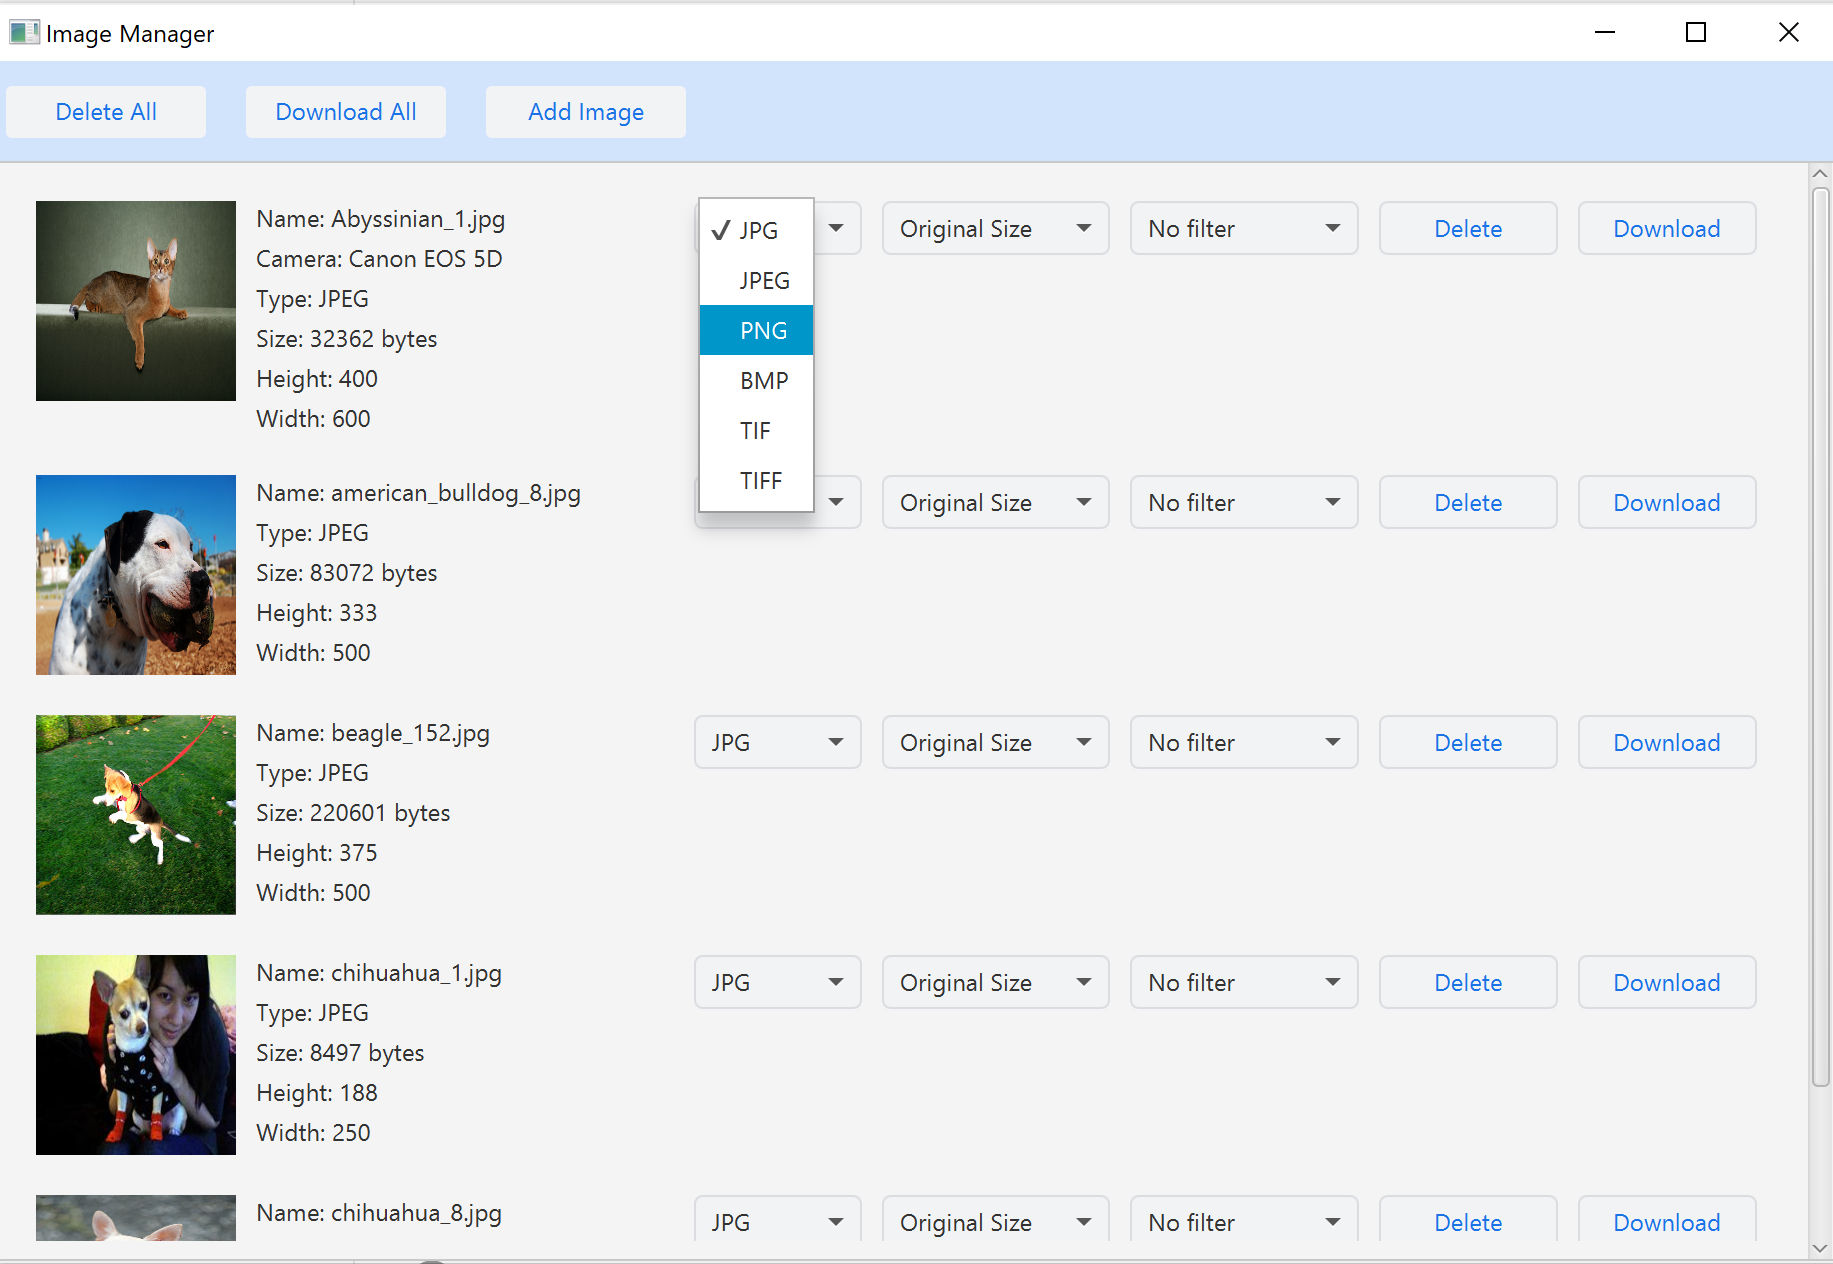 Image Manager
Delete All
Download All
Add Image
Name: Abyssinian_1.jpg
Camera: Canon EOS 5D
Type: JPEG
Size: 32362 bytes
Height: 400
Width: 600
JPG
JPEG
PNG
BMP
TIF
TIFF
Original Size
No filter
Delete
Download
Name: american_bulldog_8.jpg
Type: JPEG
Size: 83072 bytes
Height: 333
Width: 500
Original Size
No filter
Delete
Download
Name: beagle_152.jpg
Type: JPEG
Size: 220601 bytes
Height: 375
Width: 500
JPG
Original Size
No filter
Delete
Download
Name: chihuahua_1.jpg
Type: JPEG
Size: 8497 bytes
Height: 188
Width: 250
JPG
Original Size
No filter
Delete
Download
Name: chihuahua_8.jpg
JPG
Original Size
No filter
Delete
Download